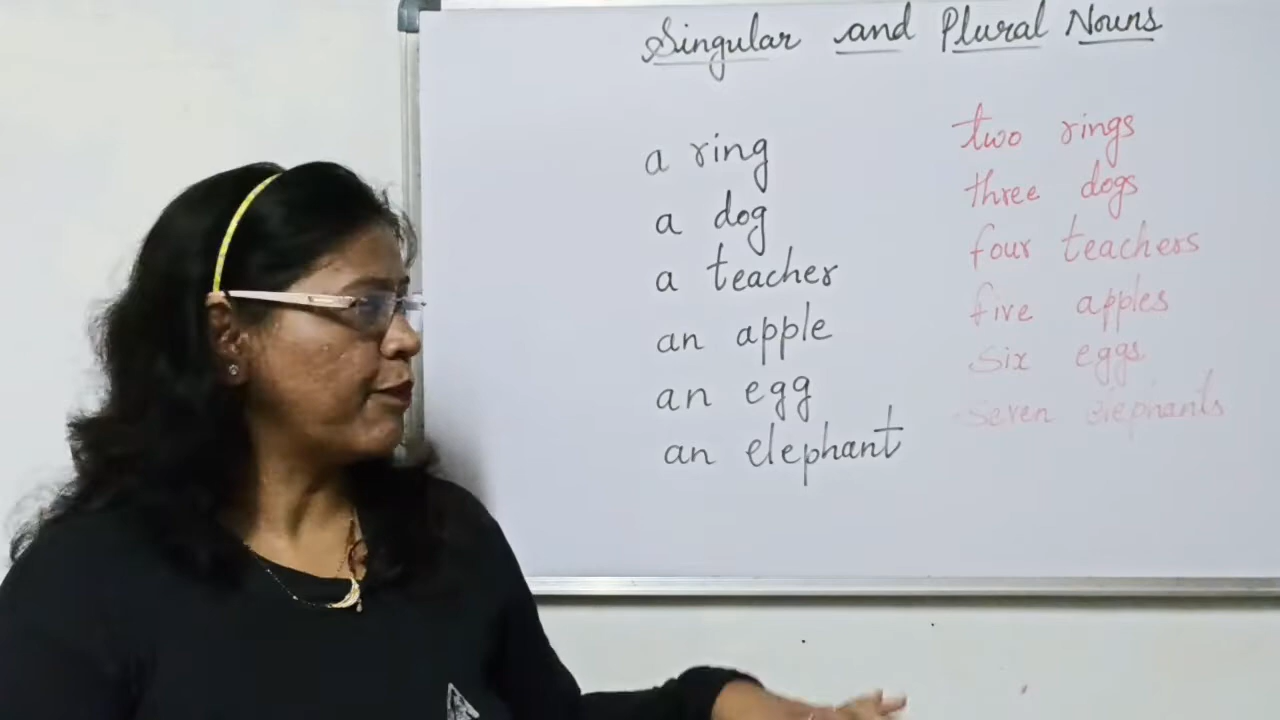 Singular and Plural Nouns
a ring two rings
a dog three dogs
a teacher four teachers
an apple five apples
an egg six eggs
an elephant seven elephants